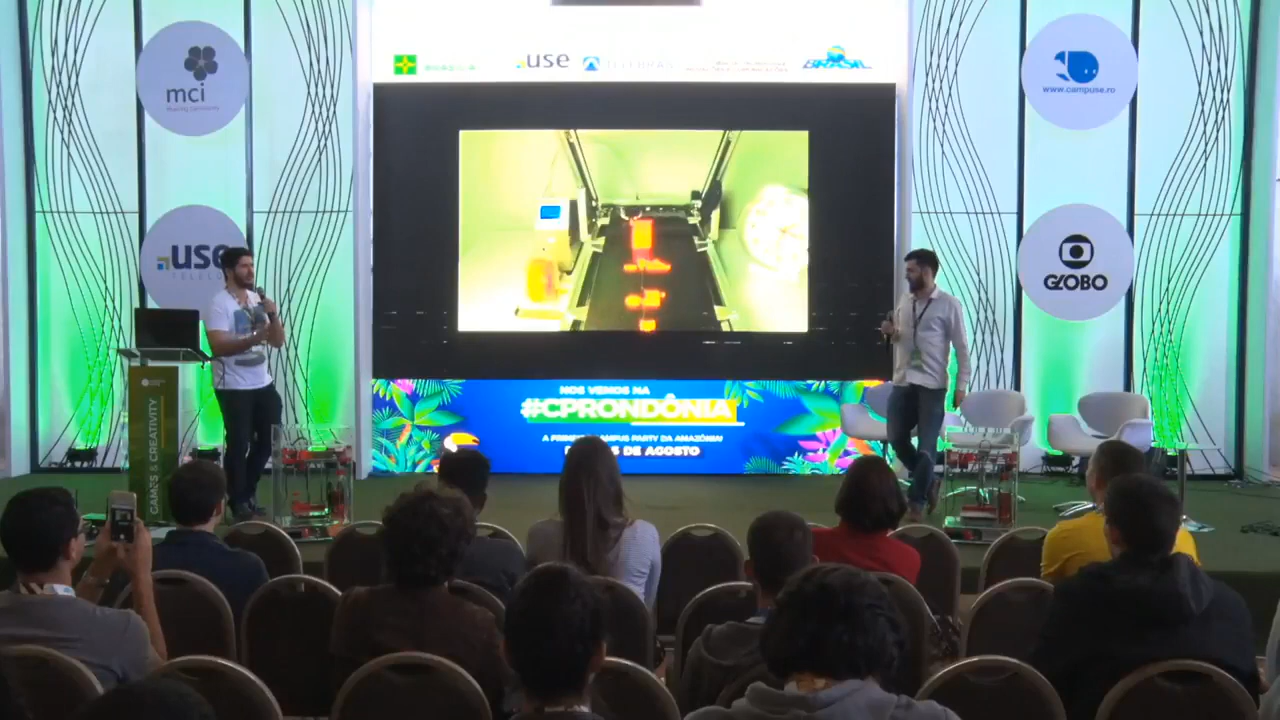 mci
USE
BRASIL
www.campuse.ro
USE
TELECOM
GLOBO
GAMES & CREATIVITY
NOS VEMOS NA
#CPRONDÔNIA
A PRIMEIRA CAMPUS PARTY DA AMAZÔNIA!
DE AGOSTO